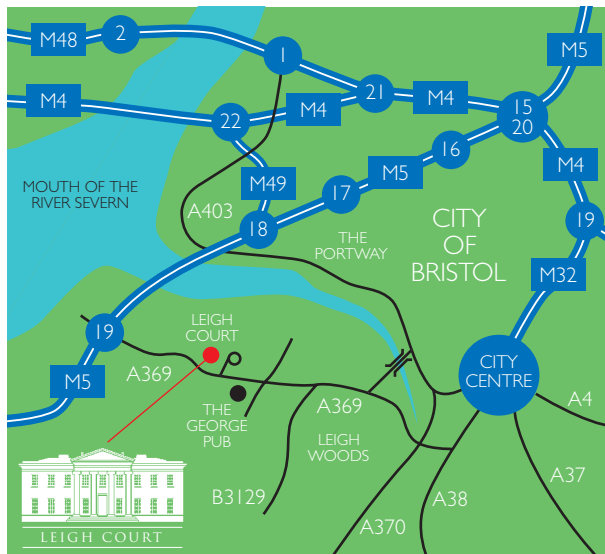 M5
M48
2
1
M4
M4
21
M4
15
20
22
16
M5
M4
M49
17
MOUTH OF THE
RIVER SEVERN
A403
18
CITY
OF
BRISTOL
19
THE
PORTWAY
M32
19
LEIGH
COURT
CITY
CENTRE
M5
A369
THE
GEORGE
PUB
A369
A4
LEIGH
WOODS
A37
B3129
A38
A370
LEIGH COURT